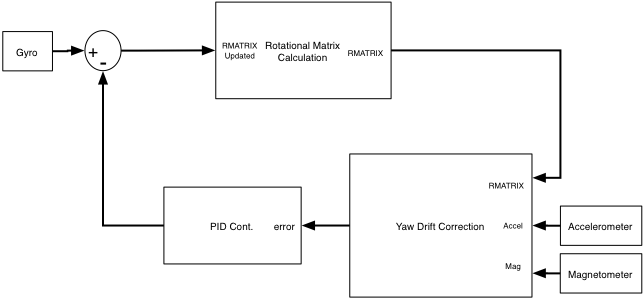 Gyro
+
-
RMATRIX
Updated
Rotational Matrix
Calculation
RMATRIX
RMATRIX
Yaw Drift Correction
Accel
Mag
PID Cont.
error
Accelerometer
Magnetometer